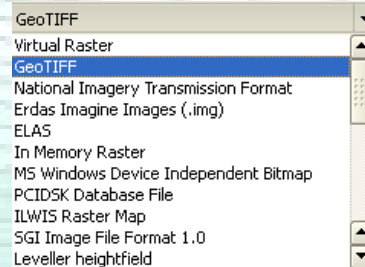 GeoTIFF
Virtual Raster
GeoTIFF
National Imagery Transmission Format
Erdas Imagine Images (.img)
ELAS
In Memory Raster
MS Windows Device Independent Bitmap
PCIDSK Database File
ILWIS Raster Map
SGI Image File Format 1.0
Leveller heightfield